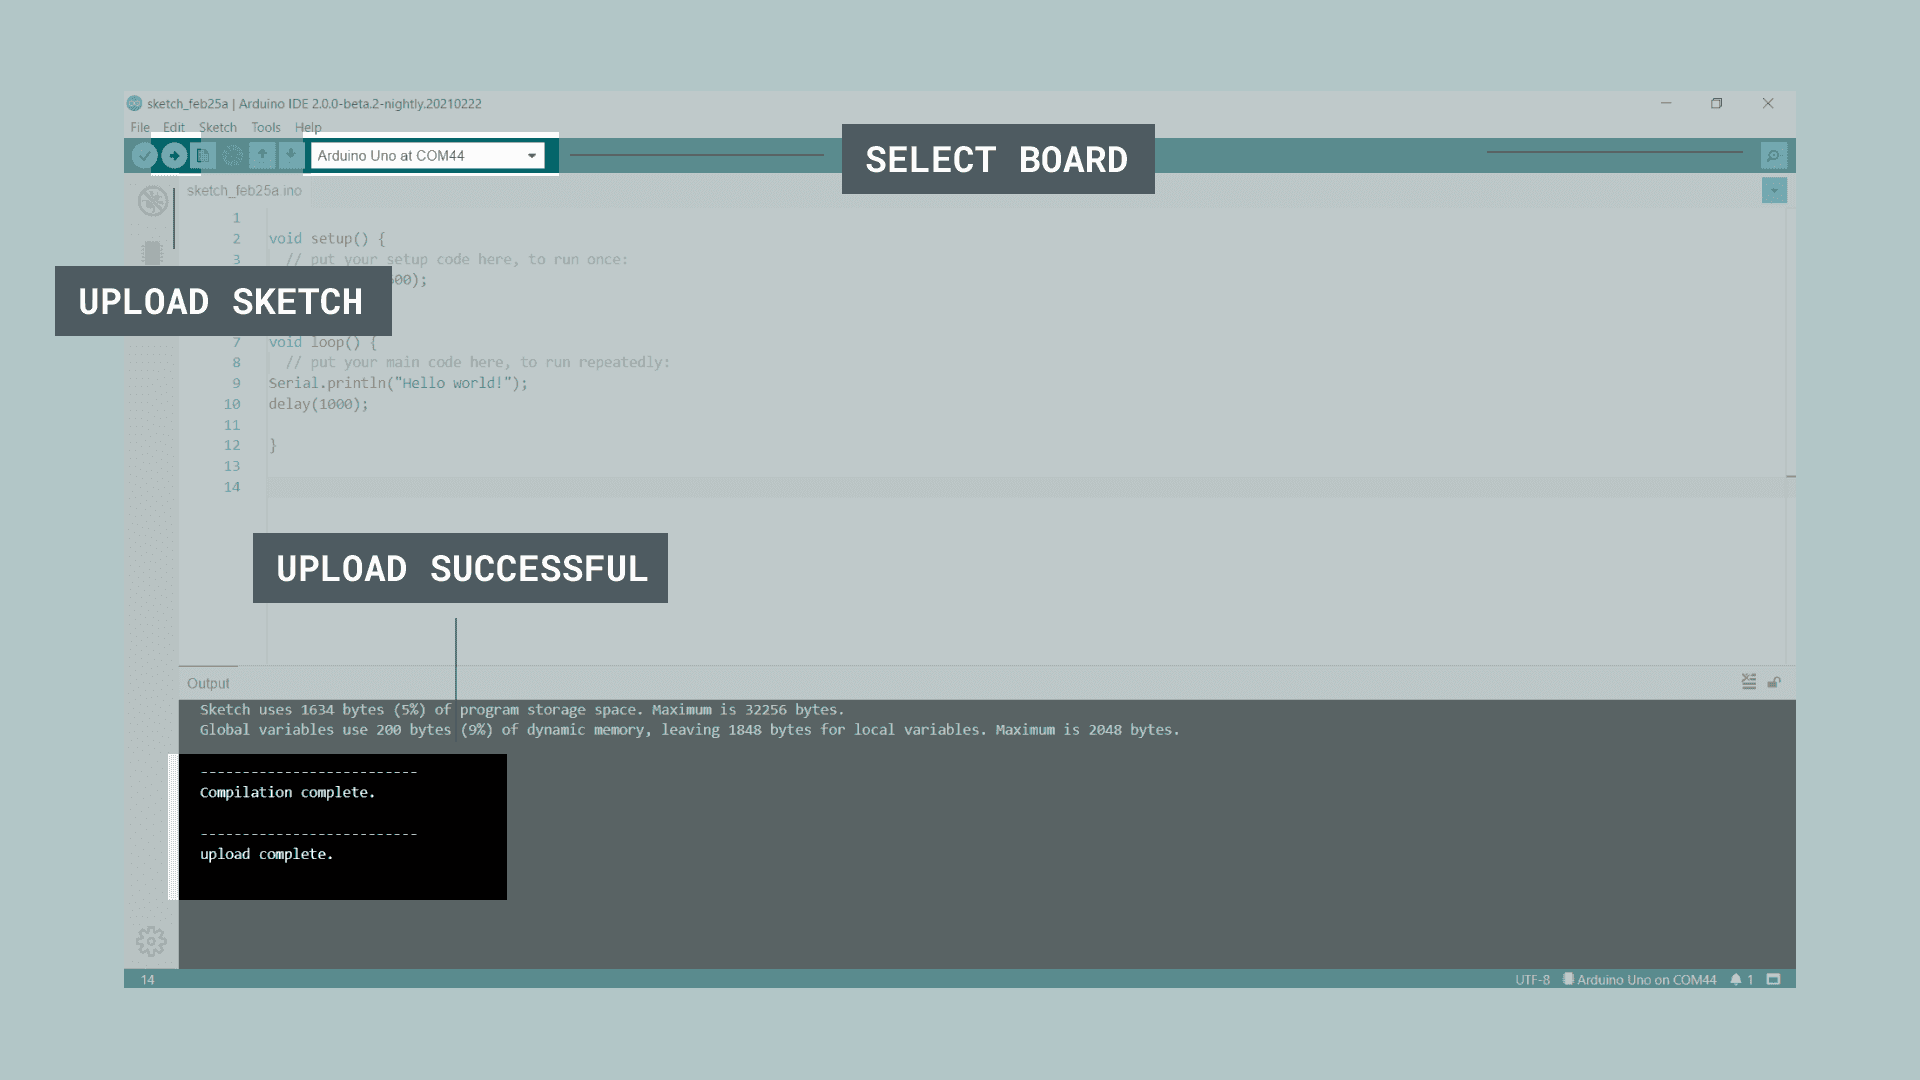 sketch_feb25a | Arduino IDE 2.0.0-beta.2-nightly.20210222
File Edit Sketch Tools Help
Arduino Uno at COM44
SELECT BOARD
sketch_feb25a ino
1
2 void setup() {
3 // put your setup code here, to run once:
600);
UPLOAD SKETCH
7 void loop() {
8 // put your main code here, to run repeatedly:
9 Serial.println("Hello world!");
10 delay(1000);
11
12 }
13
14
UPLOAD SUCCESSFUL
Output
Sketch uses 1634 bytes (5%) of program storage space. Maximum is 32256 bytes.
Global variables use 200 bytes (9%) of dynamic memory, leaving 1848 bytes for local variables. Maximum is 2048 bytes.
--------------------------
Compilation complete.
--------------------------
upload complete.
14 UTF-8 Arduino Uno on COM44 1